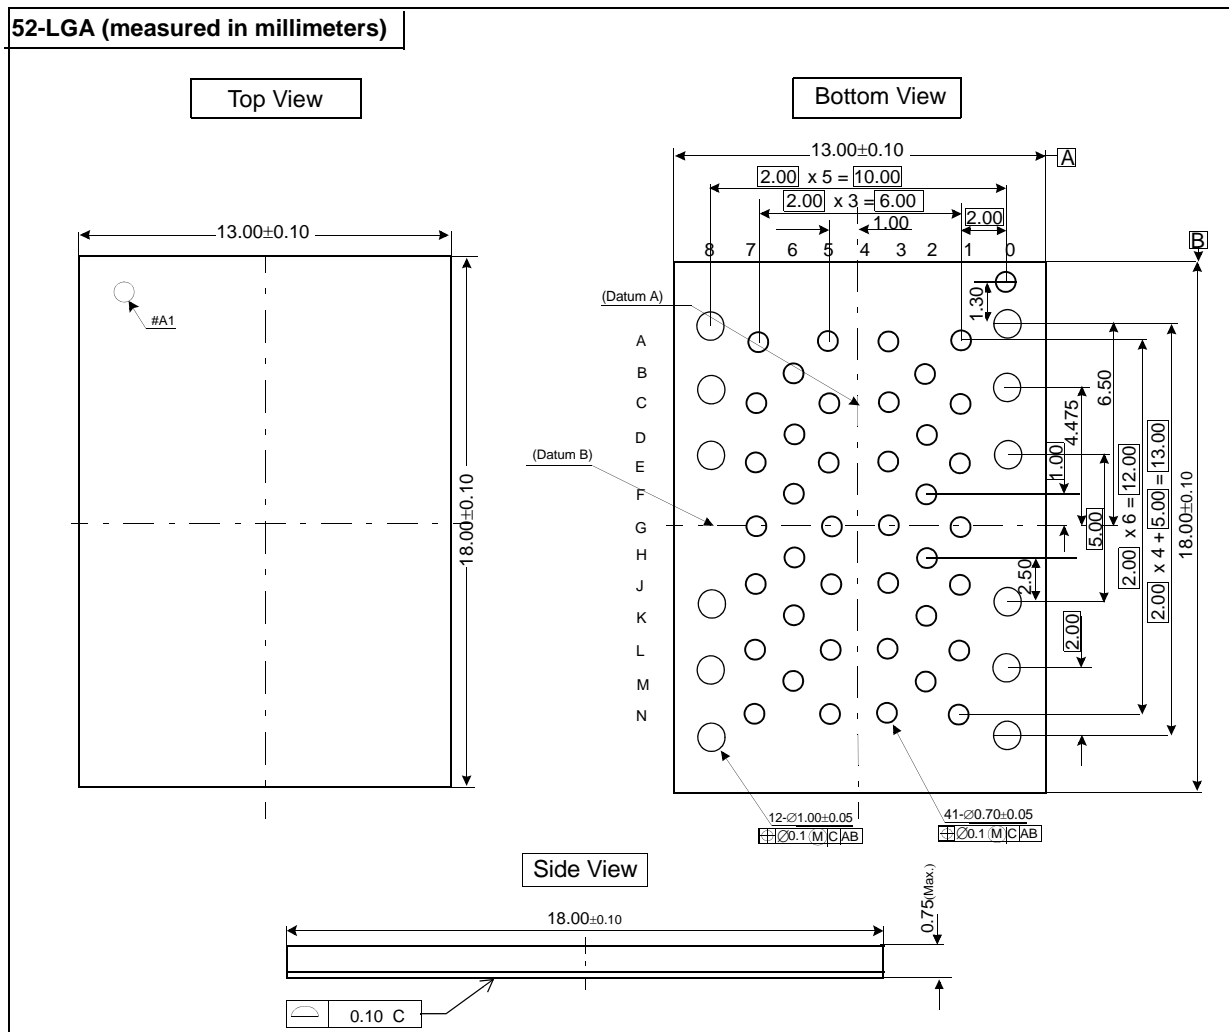 52-LGA (measured in millimeters)
Top View
Bottom View
13.00±0.10
A
2.00 x 5 = 10.00
2.00 x 3 = 6.00
1.00
2.00
13.00±0.10
B
8 7 6 5 4 3 2 1 0
#A1
(Datum A)
1.30
A
B
C
D
E
F
G
H
J
K
L
M
N
(Datum B)
6.50
4.475
1.00
5.00
2.50
2.00
2.00 x 6 = 12.00
2.00 x 4 + 5.00 = 13.00
18.00±0.10
18.00±0.10
12-∅1.00±0.05
⌖ ∅0.1 Ⓜ C AB
41-∅0.70±0.05
⌖ ∅0.1 Ⓜ C AB
Side View
18.00±0.10
0.75(Max.)
0.10 C